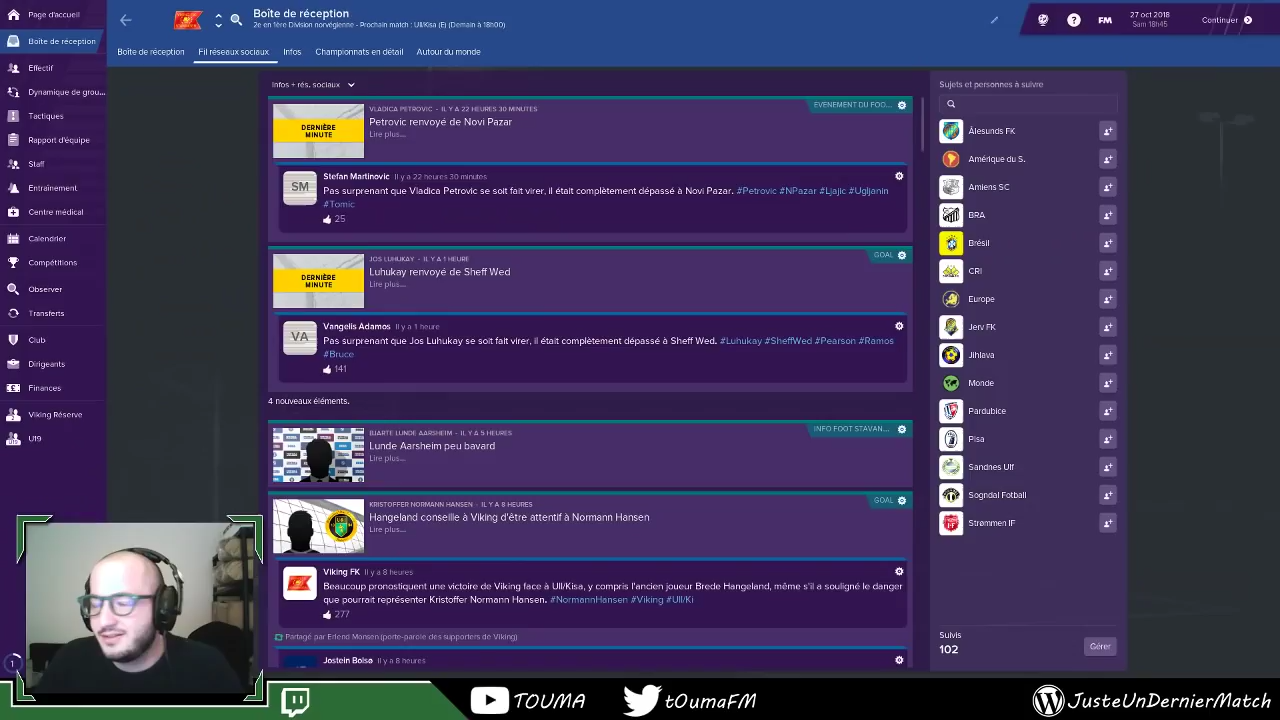 Page d'accueil
Boîte de réception
Effectif
Dynamique de grou...
Tactiques
Rapport d'équipe
Staff
Entraînement
Centre médical
Calendrier
Compétitions
Observer
Transferts
Club
Dirigeants
Finances
Viking Réserve
U19
1
Boîte de réception
2e en 1ère Division norvégienne - Prochain match : Ull/Kisa (E) (Demain à 18h00)
FM
27 oct 2018
Sam 18h45
Continuer
Boîte de réception
Fil réseaux sociaux
Infos
Championnats en détail
Autour du monde
Infos + rés. sociaux
DERNIÈRE
MINUTE
VLADICA PETROVIC - IL Y A 22 HEURES 30 MINUTES
EVENEMENT DU FOO...
Petrovic renvoyé de Novi Pazar
Lire plus...
SM
Stefan Martinovic Il y a 22 heures 30 minutes
Pas surprenant que Vladica Petrovic se soit fait virer, il était complètement dépassé à Novi Pazar. #Petrovic #NPazar #Ljajic #Ugljanin
#Tomic
25
DERNIÈRE
MINUTE
JOS LUHUKAY - IL Y A 1 HEURE
GOAL
Luhukay renvoyé de Sheff Wed
Lire plus...
VA
Vangelis Adamos Il y a 1 heure
Pas surprenant que Jos Luhukay se soit fait virer, il était complètement dépassé à Sheff Wed. #Luhukay #SheffWed #Pearson #Ramos
#Bruce
141
4 nouveaux éléments.
BJARTE LUNDE AARSHEIM - IL Y A 5 HEURES
INFO FOOT STAVAN...
Lunde Aarsheim peu bavard
Lire plus...
KRISTOFFER NORMANN HANSEN - IL Y A 8 HEURES
GOAL
Hangeland conseille à Viking d'être attentif à Normann Hansen
Lire plus...
Viking FK Il y a 8 heures
Beaucoup pronostiquent une victoire de Viking face à Ull/Kisa, y compris l'ancien joueur Brede Hangeland, même s'il a souligné le danger
que pourrait représenter Kristoffer Normann Hansen. #NormannHansen #Viking #Ull/Ki
277
Partagé par Erlend Monsen (porte-parole des supporters de Viking)
Jostein Bolsø Il y a 8 heures
Sujets et personnes à suivre
Ålesunds FK
Amérique du S.
Amiens SC
BRA
Brésil
CRI
Europe
Jerv FK
Jihlava
Monde
Pardubice
Pisa
Sandnes Ulf
Sogndal Fotball
Strømmen IF
Suivis
102
Gérer
TOUMA
tOumaFM
JusteUnDernierMatch